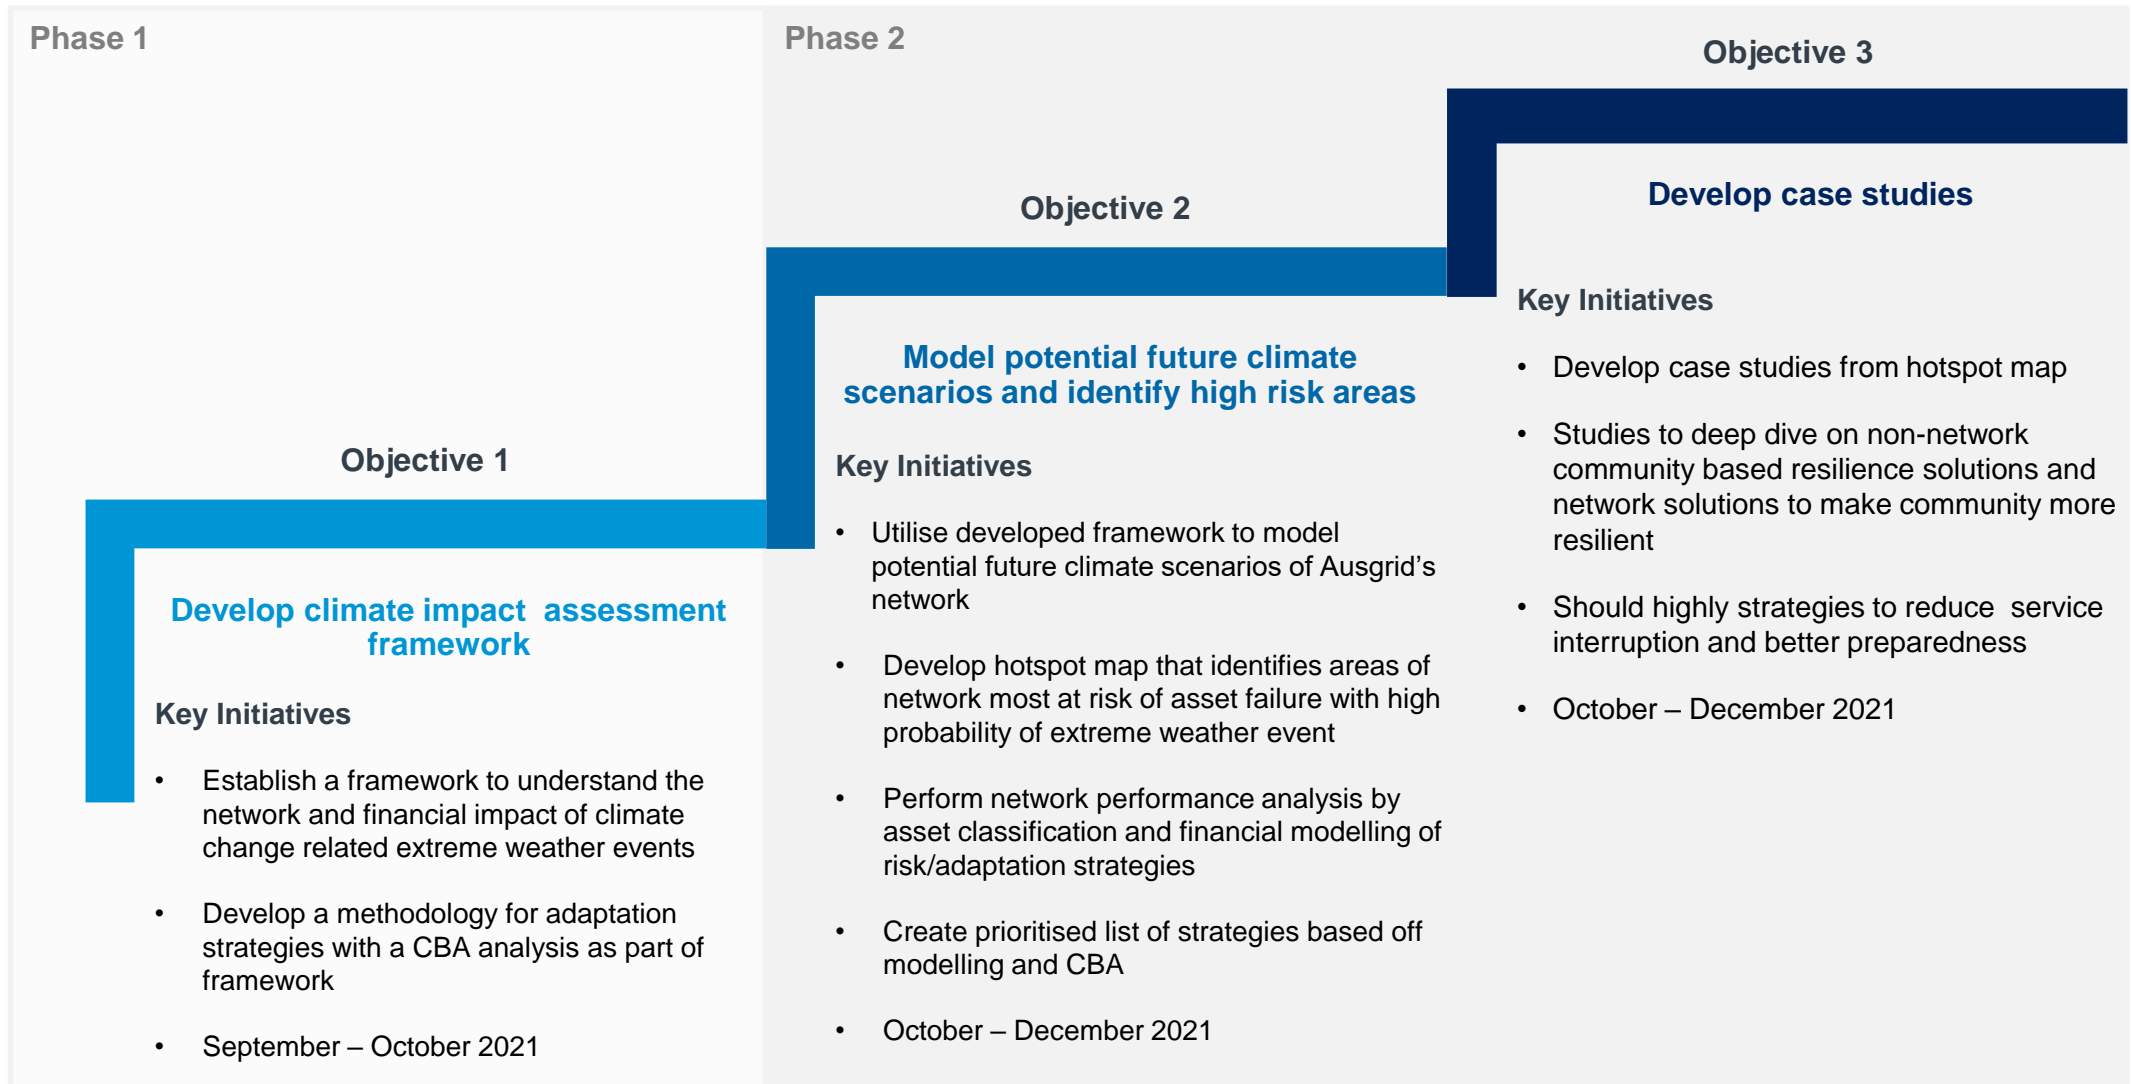 Phase 1
Objective 1
Develop climate impact  assessment
framework
Key Initiatives
• Establish a framework to understand the
network and financial impact of climate
change related extreme weather events
• Develop a methodology for adaptation
strategies with a CBA analysis as part of
framework
• September – October 2021
Phase 2
Objective 2
Model potential future climate
scenarios and identify high risk areas
Key Initiatives
• Utilise developed framework to model
potential future climate scenarios of Ausgrid’s
network
• Develop hotspot map that identifies areas of
network most at risk of asset failure with high
probability of extreme weather event
• Perform network performance analysis by
asset classification and financial modelling of
risk/adaptation strategies
• Create prioritised list of strategies based off
modelling and CBA
• October – December 2021
Objective 3
Develop case studies
Key Initiatives
• Develop case studies from hotspot map
• Studies to deep dive on non-network
community based resilience solutions and
network solutions to make community more
resilient
• Should highly strategies to reduce  service
interruption and better preparedness
• October – December 2021